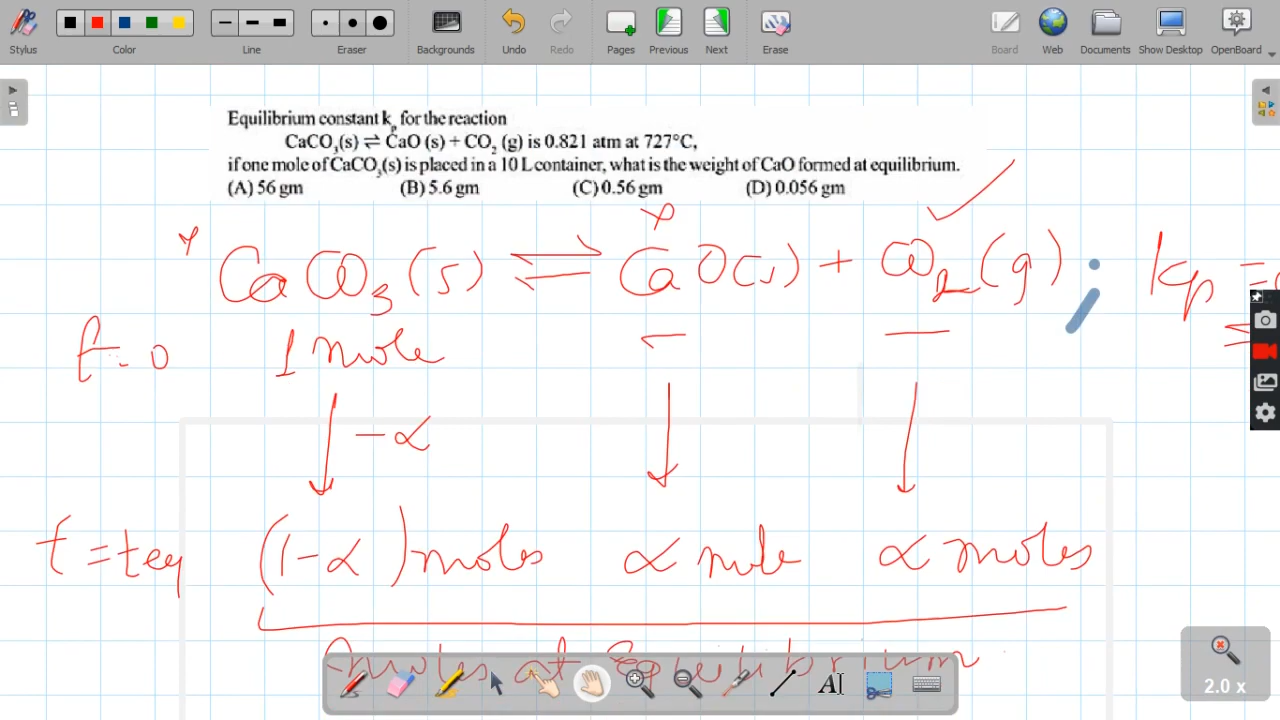 Stylus Color Line Eraser Backgrounds Undo Redo Pages Previous Next Erase Board Web Documents Show Desktop OpenBoard
Equilibrium constant kp for the reaction
CaCO3(s) ⇌ CaO (s) + CO2 (g) is 0.821 atm at 727°C,
if one mole of CaCO3(s) is placed in a 10 L container, what is the weight of CaO formed at equilibrium.
(A) 56 gm (B) 5.6 gm (C) 0.56 gm (D) 0.056 gm
CaCO3(s) ⇌ CaO(s) + CO2(g) ; kp =
t=0 1 mole — —
-α
t=teq (1-α)moles α mole α moles
moles at Equilibrium
2.0 x